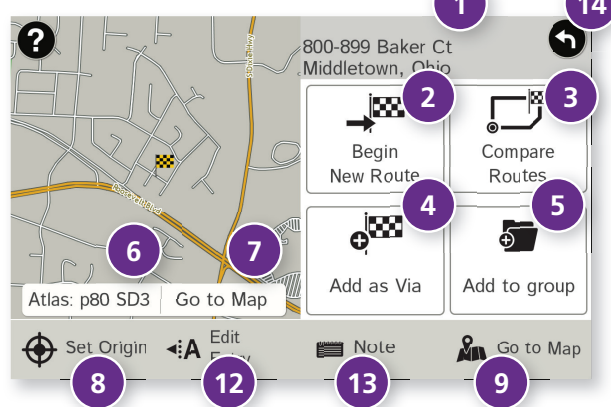 1
14
?
800-899 Baker Ct
Middletown, Ohio
2
3
Begin
New Route
Compare
Routes
4
5
6
7
Add as Via
Add to group
Atlas: p80 SD3
Go to Map
Set Origin
A
Edit
Note
Go to Map
8
12
13
9